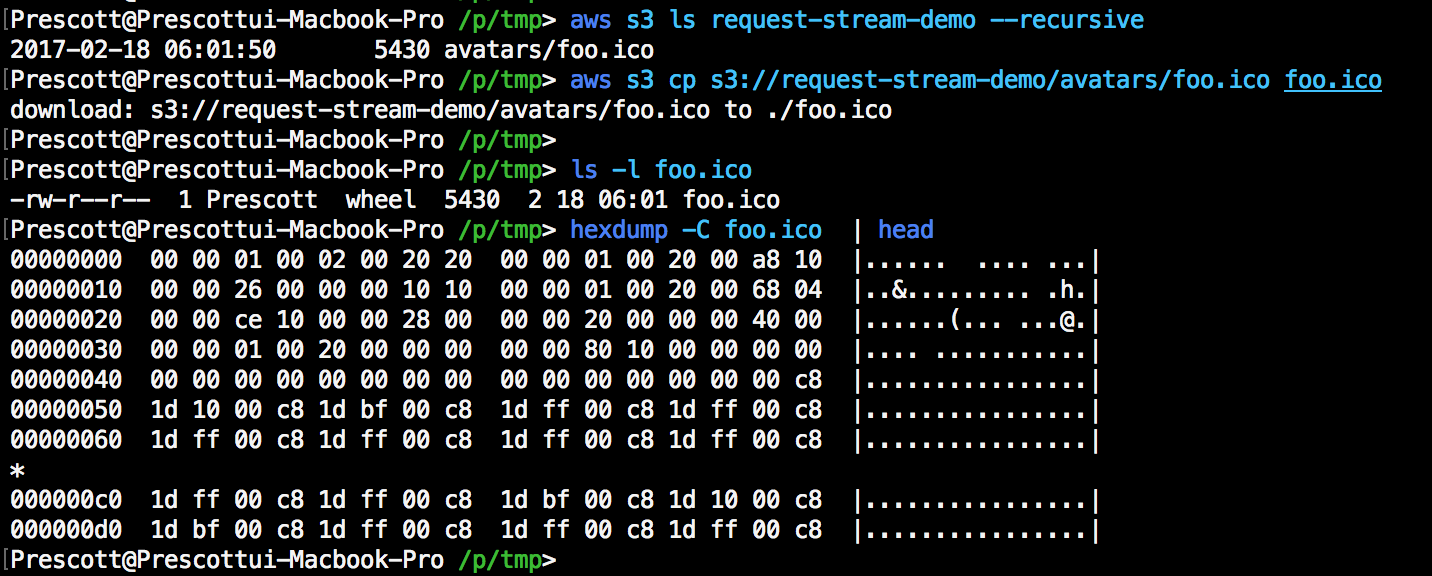 Prescott@Prescottui-Macbook-Pro /p/tmp> aws s3 ls request-stream-demo --recursive
2017-02-18 06:01:50       5430 avatars/foo.ico
Prescott@Prescottui-Macbook-Pro /p/tmp> aws s3 cp s3://request-stream-demo/avatars/foo.ico foo.ico
download: s3://request-stream-demo/avatars/foo.ico to ./foo.ico
Prescott@Prescottui-Macbook-Pro /p/tmp>
Prescott@Prescottui-Macbook-Pro /p/tmp> ls -l foo.ico
-rw-r--r--  1 Prescott  wheel  5430  2 18 06:01 foo.ico
Prescott@Prescottui-Macbook-Pro /p/tmp> hexdump -C foo.ico  | head
00000000  00 00 01 00 02 00 20 20  00 00 01 00 20 00 a8 10  |......  .... ...|
00000010  00 00 26 00 00 00 10 10  00 00 01 00 20 00 68 04  |..&......... .h.|
00000020  00 00 ce 10 00 00 28 00  00 00 20 00 00 00 40 00  |......(... ...@.|
00000030  00 00 01 00 20 00 00 00  00 00 80 10 00 00 00 00  |.... ...........|
00000040  00 00 00 00 00 00 00 00  00 00 00 00 00 00 00 c8  |................|
00000050  1d 10 00 c8 1d bf 00 c8  1d ff 00 c8 1d ff 00 c8  |................|
00000060  1d ff 00 c8 1d ff 00 c8  1d ff 00 c8 1d ff 00 c8  |................|
*
000000c0  1d ff 00 c8 1d ff 00 c8  1d bf 00 c8 1d 10 00 c8  |................|
000000d0  1d bf 00 c8 1d ff 00 c8  1d ff 00 c8 1d ff 00 c8  |................|
Prescott@Prescottui-Macbook-Pro /p/tmp>